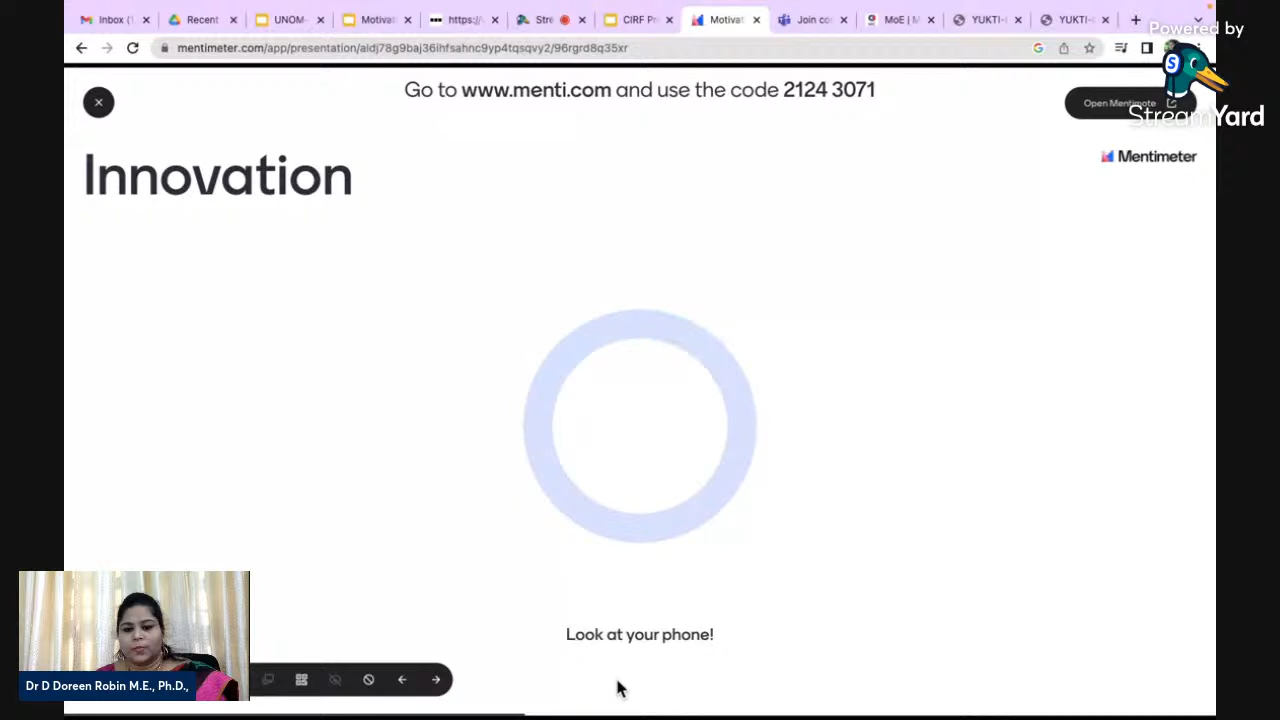 Inbox (1
Recent
UNOM-
Motivat
https://
Stre
CIRF Pr
Motivat
Join co
MoE | M
YUKTI-
YUKTI-
Powered by
mentimeter.com/app/presentation/aldj78g9baj36ihfsahnc9yp4tqsqvy2/96rgrd8q35xr
Go to www.menti.com and use the code 2124 3071
Open Mentimote
StreamYard
Mentimeter
Innovation
Look at your phone!
Dr D Doreen Robin M.E., Ph.D.,